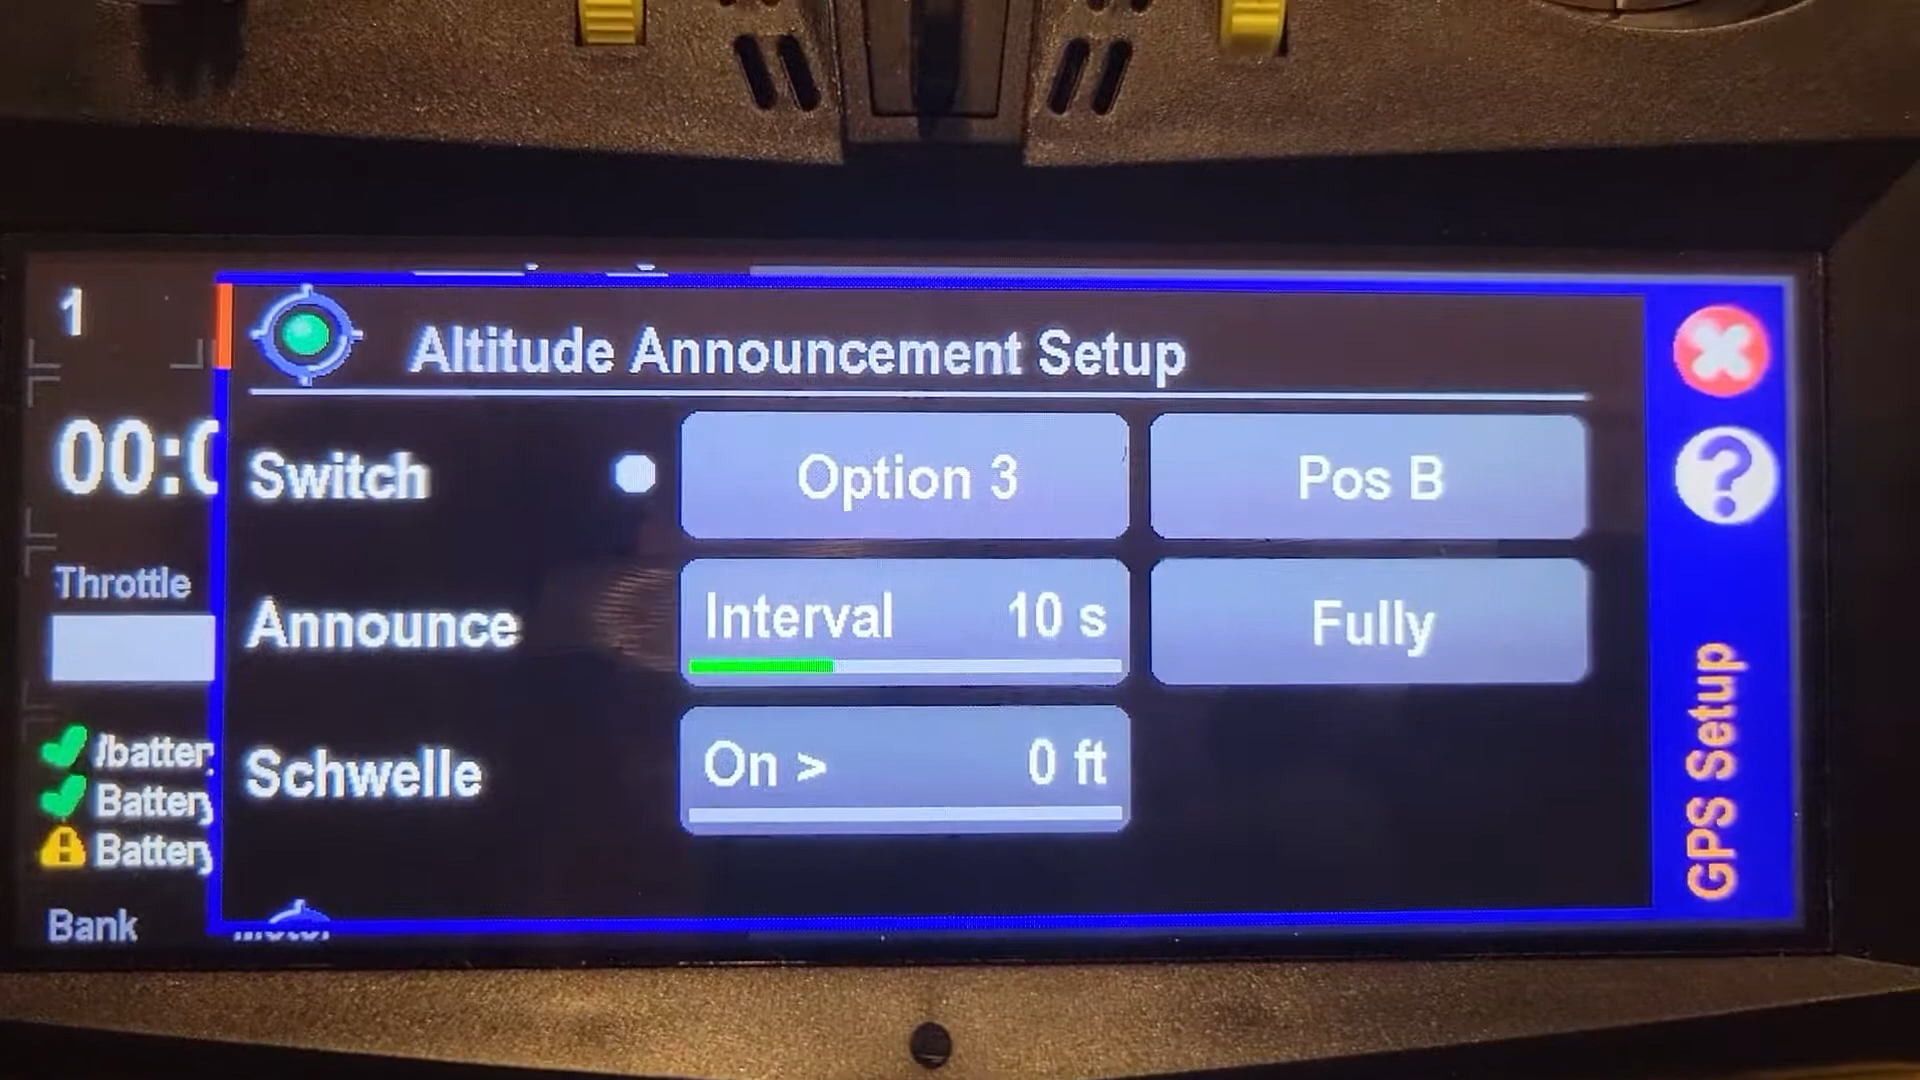 1
Altitude Announcement Setup
00:0
Switch
Option 3
Pos B
Throttle
Announce
Interval 10 s
Fully
Schwelle
On > 0 ft
/battery
Battery
Battery
Bank
GPS Setup